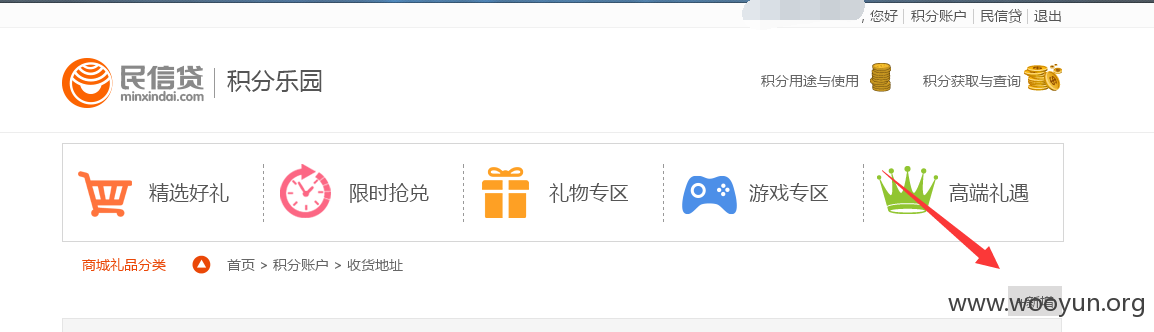 , 您好 | 积分账户 | 民信贷 | 退出
民信贷
minxindai.com
积分乐园
积分用途与使用
积分获取与查询
精选好礼
限时抢兑
礼物专区
游戏专区
高端礼遇
商城礼品分类
首页 > 积分账户 > 收货地址
www.wooyun.org